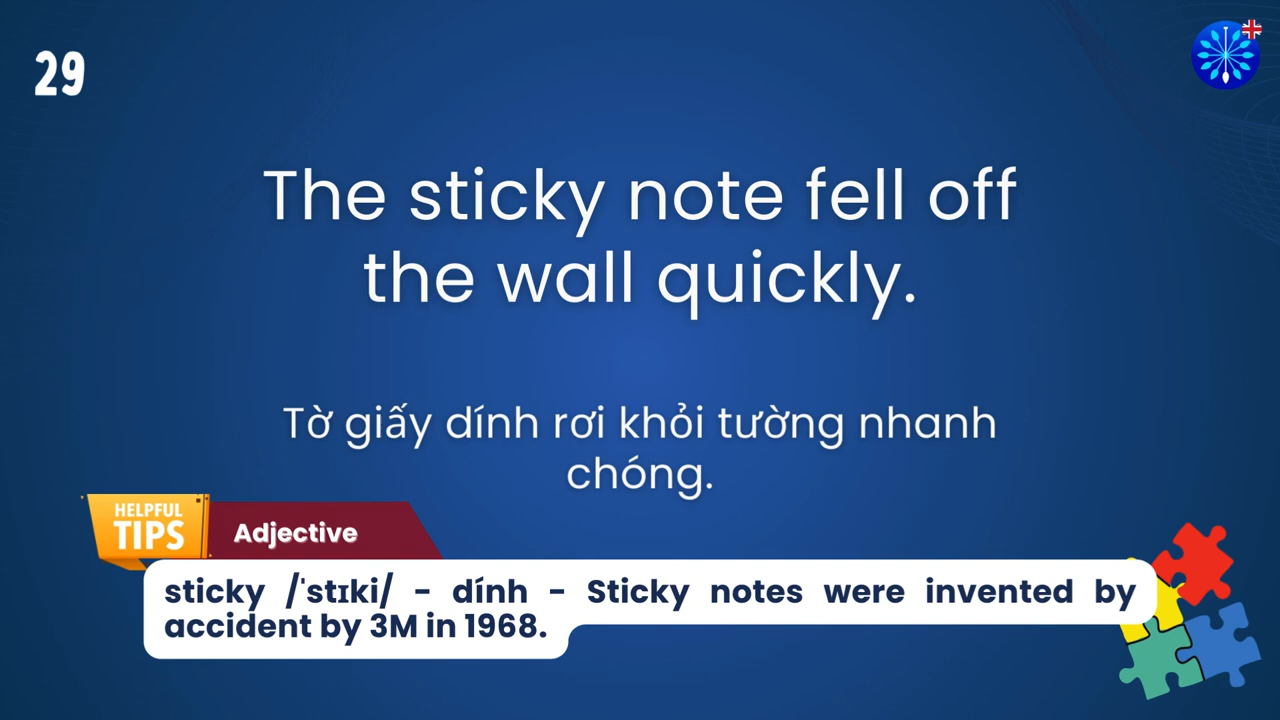 29
The sticky note fell off
the wall quickly.
Tờ giấy dính rơi khỏi tường nhanh
chóng.
HELPFUL
TIPS
Adjective
sticky /ˈstɪki/ - dính - Sticky notes were invented by
accident by 3M in 1968.